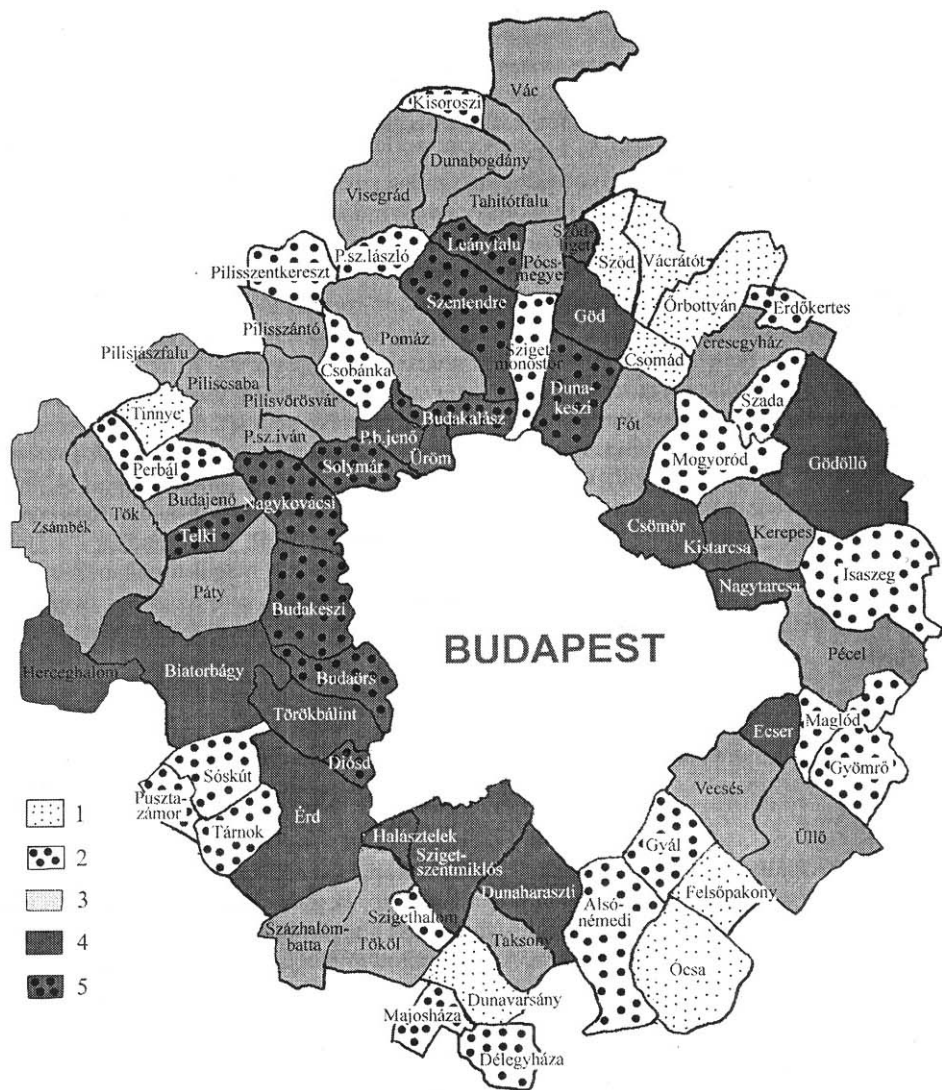 Vác
Kisoroszi
Dunabogdány
Visegrád
Tahitótfalu
Leányfalu
Sződ-
liget
P.sz.lászló
Pilisszentkereszt
Pócs-
megyer
Sződ
Vácrátót
Őrbottyán
Erdőkertes
Szentendre
Göd
Pilisszántó
Pomáz
Sziget-
monostor
Csomád
Veresegyház
Pilisjászfalu
Csobánka
Piliscsaba
Duna-
keszi
Szada
Tinnye
Pilisvörösvár
Budakalász
Fót
P.sz.iván
P.b.jenő
Üröm
Mogyoród
Gödöllő
Perbál
Solymár
Nagykovácsi
Budajenő
Zsámbék
Tök
Telki
Csömör
Kistarcsa
Kerepes
Isaszeg
Nagytarcsa
Páty
Budakeszi
BUDAPEST
Pécel
Herceghalom
Biatorbágy
Budaörs
Törökbálint
Ecser
Maglód
Gyömrő
Diósd
Sóskút
Vecsés
Puszta-
zámor
Érd
Tárnok
Üllő
1
2
3
4
5
Halásztelek
Sziget-
szentmiklós
Gyál
Dunaharaszti
Felsőpakony
Alsó-
némedi
Szigethalom
Százhalom-
batta
Tököl
Taksony
Ócsa
Dunavarsány
Majosháza
Délegyháza